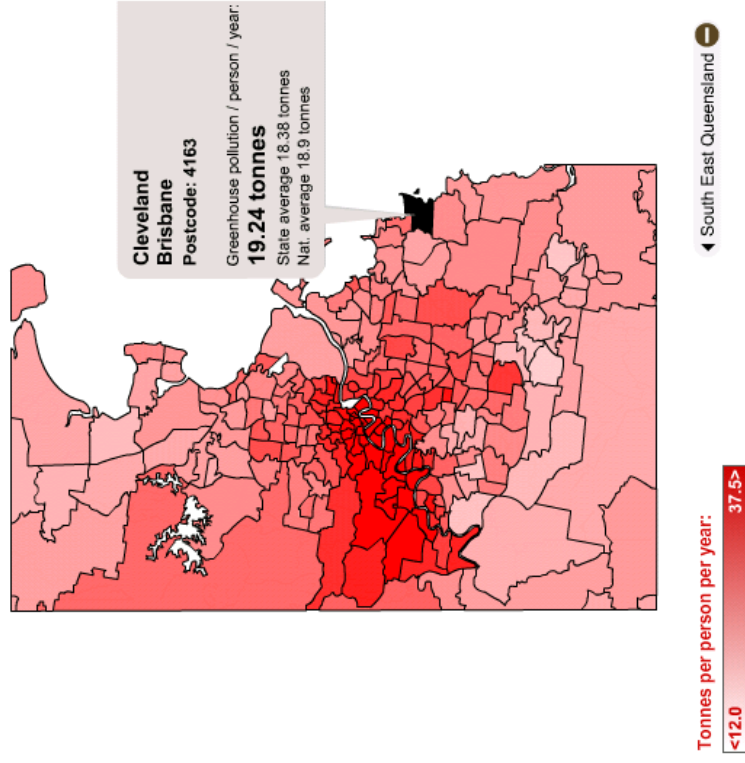 Cleveland
Brisbane
Postcode: 4163
Greenhouse pollution / person / year:
19.24 tonnes
State average 18.38 tonnes
Nat. average 18.9 tonnes
South East Queensland
Tonnes per person per year:
<12.0 37.5>